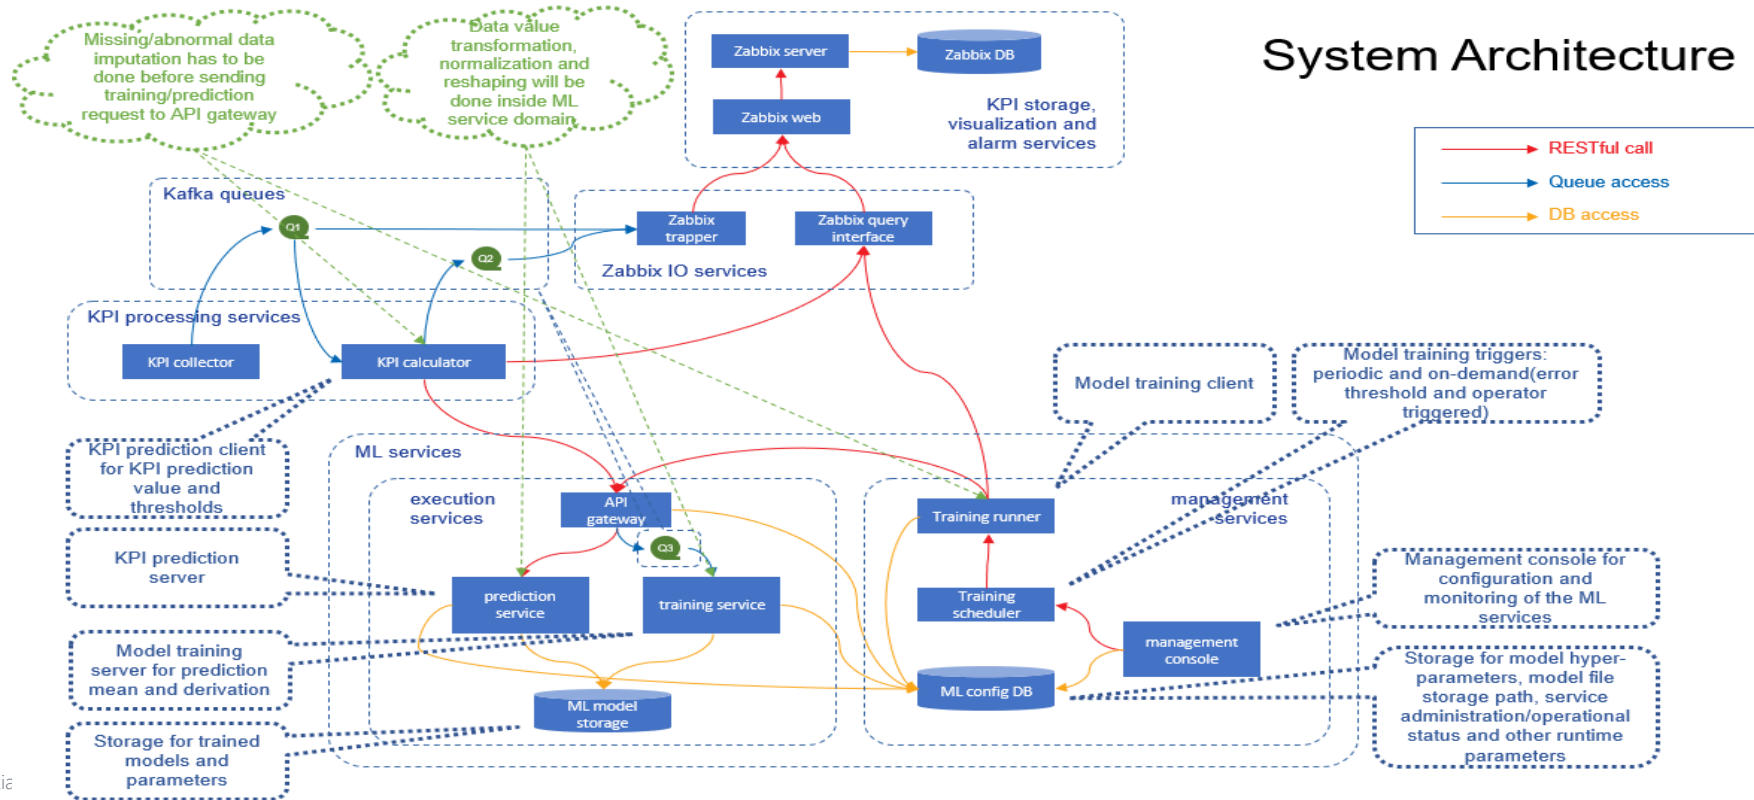 System Architecture
Missing/abnormal data
imputation has to be
done before sending
training/prediction
request to API gateway
Data value
transformation,
normalization and
reshaping will be
done inside ML
service domain
Zabbix server
Zabbix DB
Zabbix web
KPI storage,
visualization and
alarm services
RESTful call
Queue access
DB access
Kafka queues
Q1
Q2
Zabbix
trapper
Zabbix query
interface
Zabbix IO services
KPI processing services
KPI collector
KPI calculator
Model training client
Model training triggers:
periodic and on-demand(error
threshold and operator
triggered)
KPI prediction client
for KPI prediction
value and
thresholds
ML services
execution
services
API
gateway
Q3
management
services
Training runner
KPI prediction
server
prediction
service
training service
Training
scheduler
management
console
Management console for
configuration and
monitoring of the ML
services
Model training
server for prediction
mean and derivation
ML model
storage
ML config DB
Storage for model hyper-
parameters, model file
storage path, service
administration/operational
status and other runtime
parameters
Storage for trained
models and
parameters